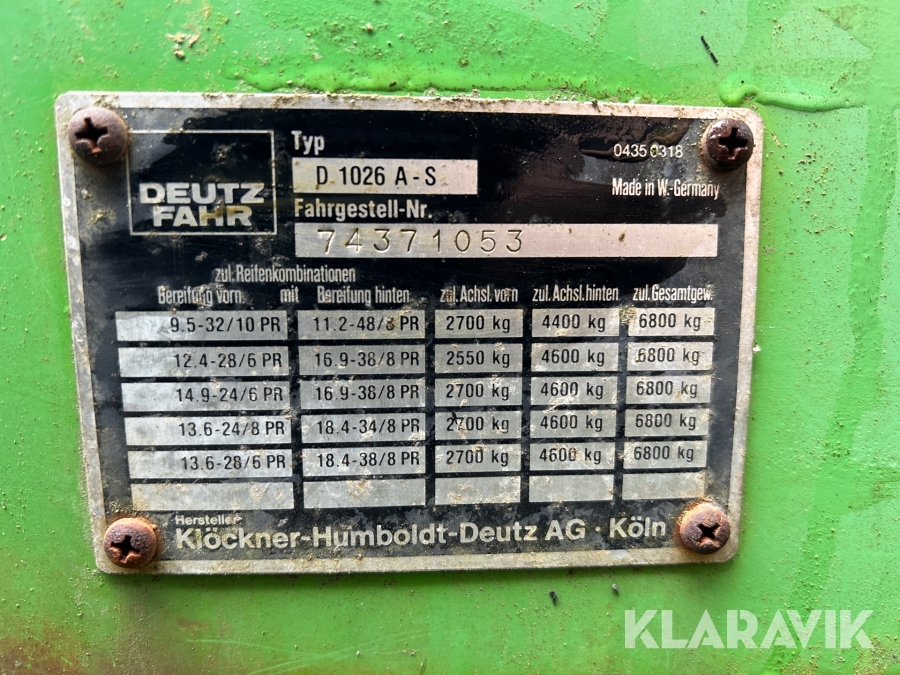 DEUTZ
FAHR
Typ
04350318
D 1026 A-S
Made in W. Germany
Fahrgestell-Nr.
74371053
zul. Reifenkombinationen
Bereifung vorn mit Bereifung hinten zul. Achsl. vorn zul. Achsl. hinten zul. Gesamtgew.
9.5-32/10 PR 11.2-48/8 PR 2700 kg 4400 kg 6800 kg
12.4-28/6 PR 16.9-38/8 PR 2550 kg 4600 kg 6800 kg
14.9-24/6 PR 16.9-38/8 PR 2700 kg 4600 kg 6800 kg
13.6-24/8 PR 18.4-34/8 PR 2700 kg 4600 kg 6800 kg
13.6-28/6 PR 18.4-38/8 PR 2700 kg 4600 kg 6800 kg
Hersteller
Klöckner-Humboldt-Deutz AG · Köln
KLARAVIK